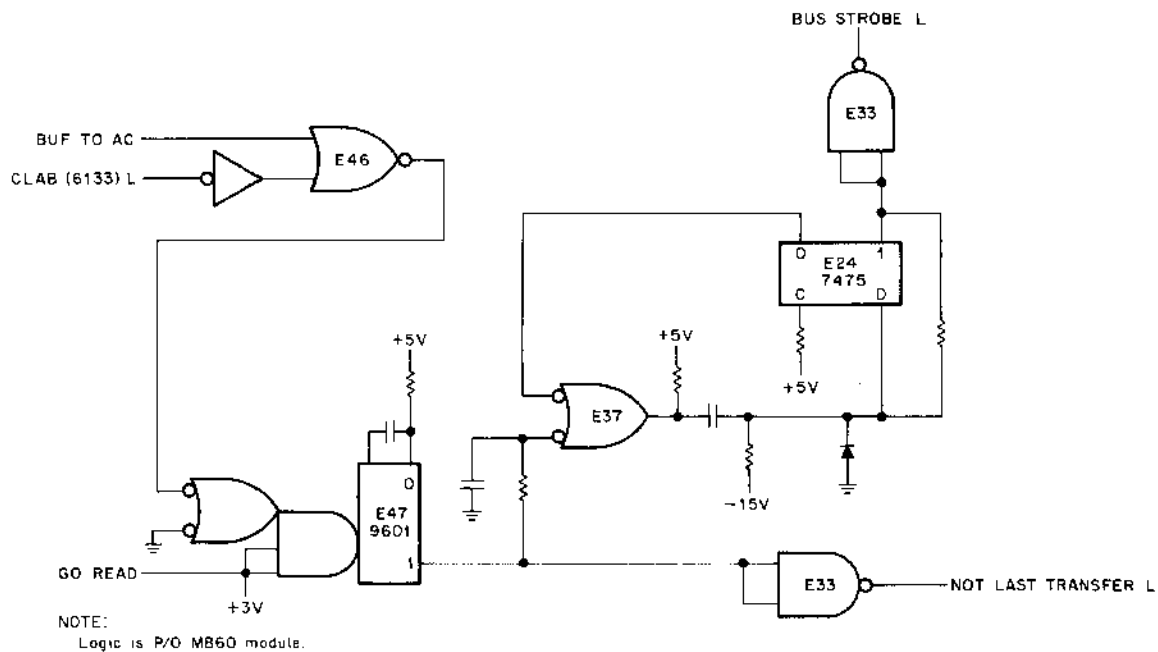 BUS STROBE L
E33
BUF TO AC
E46
CLAB (6133) L
0 1
E24
7475
C D
+5V
+5V
+5V
E37
-15V
0
E47
9601
1
GO READ
+3V
E33
NOT LAST TRANSFER L
NOTE:
Logic is P/O M860 module.